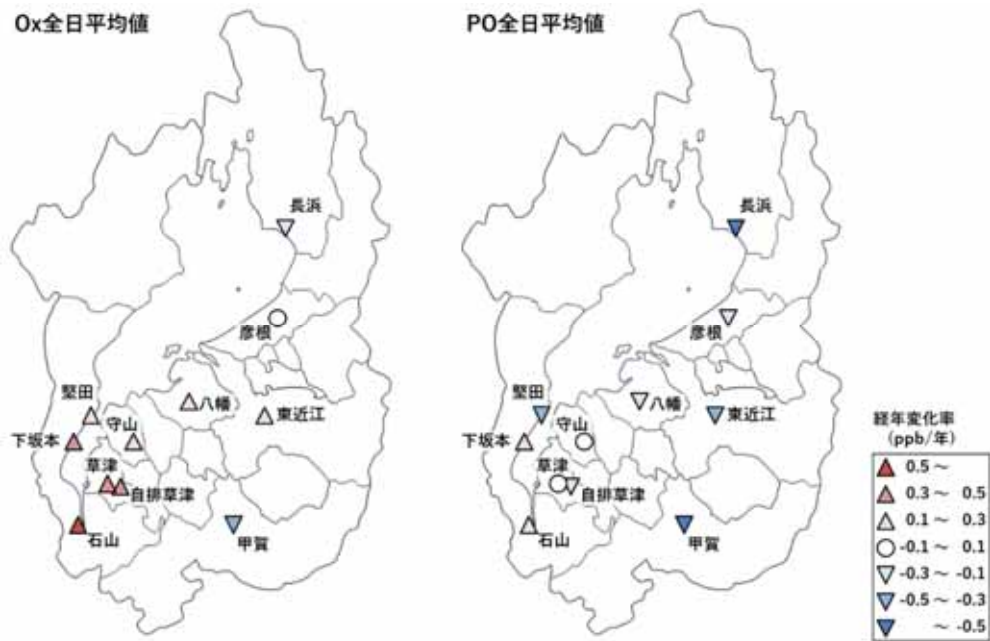 Ox全日平均値
長浜
彦根
堅田
八幡
東近江
守山
下坂本
草津
自排草津
石山
甲賀
PO全日平均値
長浜
彦根
堅田
八幡
東近江
守山
下坂本
草津
自排草津
石山
甲賀
経年変化率
(ppb/年)
0.5～
0.3～ 0.5
0.1～ 0.3
-0.1～ 0.1
-0.3～ -0.1
-0.5～ -0.3
～ -0.5